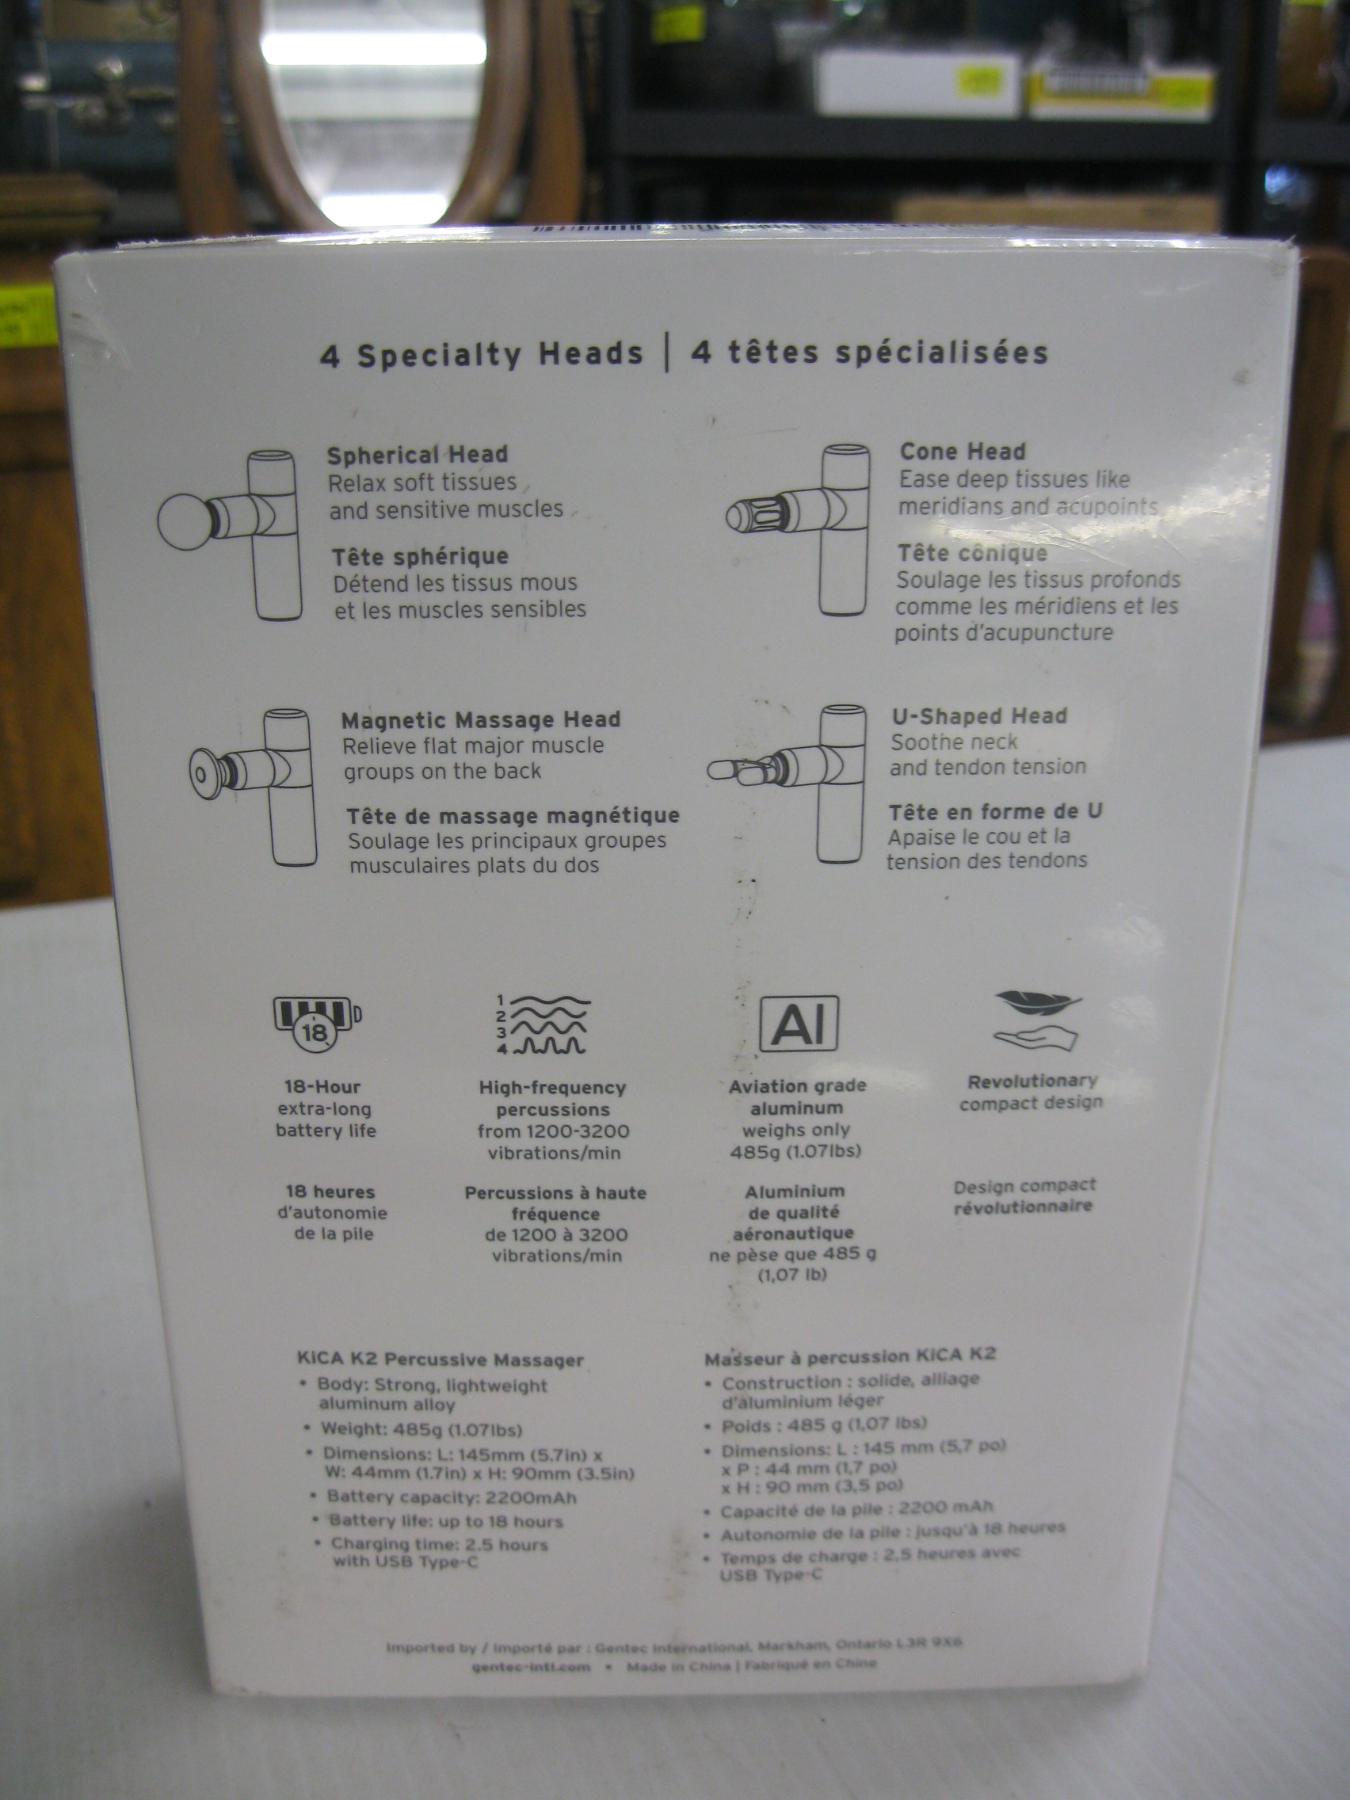 4 Specialty Heads | 4 têtes spécialisées
Spherical Head
Relax soft tissues
and sensitive muscles
Tête sphérique
Détend les tissus mous
et les muscles sensibles
Cone Head
Ease deep tissues like
meridians and acupoints
Tête cônique
Soulage les tissus profonds
comme les méridiens et les
points d'acupuncture
Magnetic Massage Head
Relieve flat major muscle
groups on the back
Tête de massage magnétique
Soulage les principaux groupes
musculaires plats du dos
U-Shaped Head
Soothe neck
and tendon tension
Tête en forme de U
Apaise le cou et la
tension des tendons
18
18-Hour
extra-long
battery life
18 heures
d'autonomie
de la pile
1
2
3
4
High-frequency
percussions
from 1200-3200
vibrations/min
Percussions à haute
fréquence
de 1200 à 3200
vibrations/min
Al
Aviation grade
aluminum
weighs only
485g (1.07lbs)
Aluminium
de qualité
aéronautique
ne pèse que 485 g
(1,07 lb)
Revolutionary
compact design
Design compact
révolutionnaire
KiCA K2 Percussive Massager
• Body: Strong, lightweight
aluminum alloy
• Weight: 485g (1.07lbs)
• Dimensions: L: 145mm (5.7in) x
W: 44mm (1.7in) x H: 90mm (3.5in)
• Battery capacity: 2200mAh
• Battery life: up to 18 hours
• Charging time: 2.5 hours
with USB Type-C
Masseur à percussion KiCA K2
• Construction : solide, alliage
d'aluminium léger
• Poids : 485 g (1,07 lbs)
• Dimensions: L : 145 mm (5,7 po)
x P : 44 mm (1,7 po)
x H : 90 mm (3,5 po)
• Capacité de la pile : 2200 mAh
• Autonomie de la pile : jusqu'à 18 heures
• Temps de charge : 2,5 heures avec
USB Type-C
Imported by / Importé par : Gentec International, Markham, Ontario L3R 9X6
gentec-intl.com • Made in China | Fabriqué en Chine